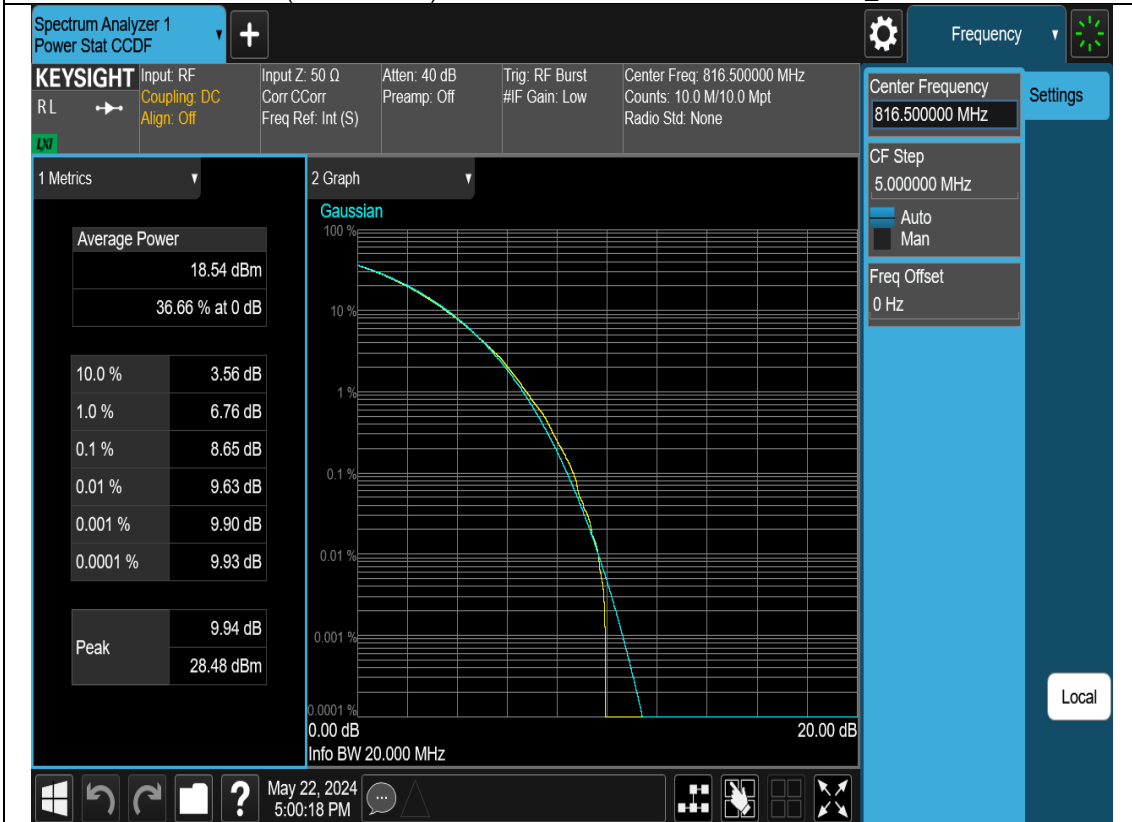 Spectrum Analyzer 1
Power Stat CCDF
+
Frequency
KEYSIGHT
RL
LXI
Input: RF
Coupling: DC
Align: Off
Input Z: 50 Ω
Corr CCorr
Freq Ref: Int (S)
Atten: 40 dB
Preamp: Off
Trig: RF Burst
#IF Gain: Low
Center Freq: 816.500000 MHz
Counts: 10.0 M/10.0 Mpt
Radio Std: None
Center Frequency
816.500000 MHz
Settings
CF Step
5.000000 MHz
Auto
Man
Freq Offset
0 Hz
1 Metrics
Average Power
18.54 dBm
36.66 % at 0 dB
10.0 % 3.56 dB
1.0 % 6.76 dB
0.1 % 8.65 dB
0.01 % 9.63 dB
0.001 % 9.90 dB
0.0001 % 9.93 dB
Peak
9.94 dB
28.48 dBm
2 Graph
Gaussian
100 %
10 %
1 %
0.1 %
0.01 %
0.001 %
0.0001 %
0.00 dB 20.00 dB
Info BW 20.000 MHz
Local
?
May 22, 2024
5:00:18 PM